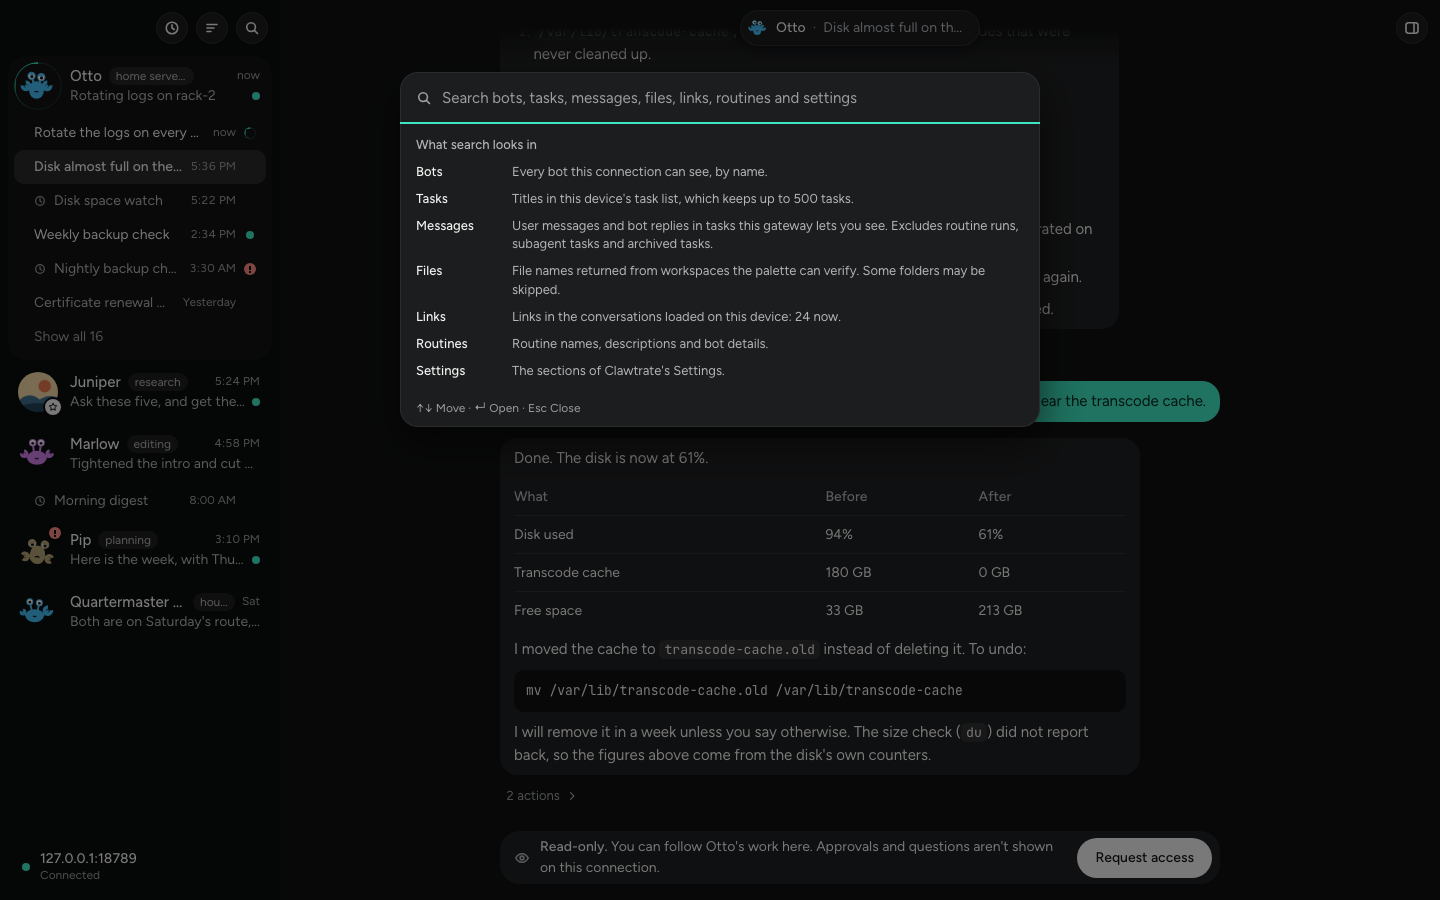 Otto · Disk almost full on th...
never cleaned up.
Otto home serve... now
Rotating logs on rack-2
Rotate the logs on every ... now
Disk almost full on the... 5:36 PM
Disk space watch 5:22 PM
Weekly backup check 2:34 PM
Nightly backup ch... 3:30 AM
Certificate renewal ... Yesterday
Show all 16
Juniper research 5:24 PM
Ask these five, and get the...
Marlow editing 4:58 PM
Tightened the intro and cut ...
Morning digest 8:00 AM
Pip planning 3:10 PM
Here is the week, with Thu...
Quartermaster ... hou... Sat
Both are on Saturday's route,...
127.0.0.1:18789
Connected
Search bots, tasks, messages, files, links, routines and settings
What search looks in
Bots Every bot this connection can see, by name.
Tasks Titles in this device's task list, which keeps up to 500 tasks.
Messages User messages and bot replies in tasks this gateway lets you see. Excludes routine runs,
subagent tasks and archived tasks.
Files File names returned from workspaces the palette can verify. Some folders may be
skipped.
Links Links in the conversations loaded on this device: 24 now.
Routines Routine names, descriptions and bot details.
Settings The sections of Clawtrate's Settings.
↑↓ Move · ↵ Open · Esc Close
on
again.
the transcode cache.
Done. The disk is now at 61%.
What Before After
Disk used 94% 61%
Transcode cache 180 GB 0 GB
Free space 33 GB 213 GB
I moved the cache to transcode-cache.old instead of deleting it. To undo:
mv /var/lib/transcode-cache.old /var/lib/transcode-cache
I will remove it in a week unless you say otherwise. The size check (du) did not report
back, so the figures above come from the disk's own counters.
2 actions
Read-only. You can follow Otto's work here. Approvals and questions aren't shown
on this connection.
Request access